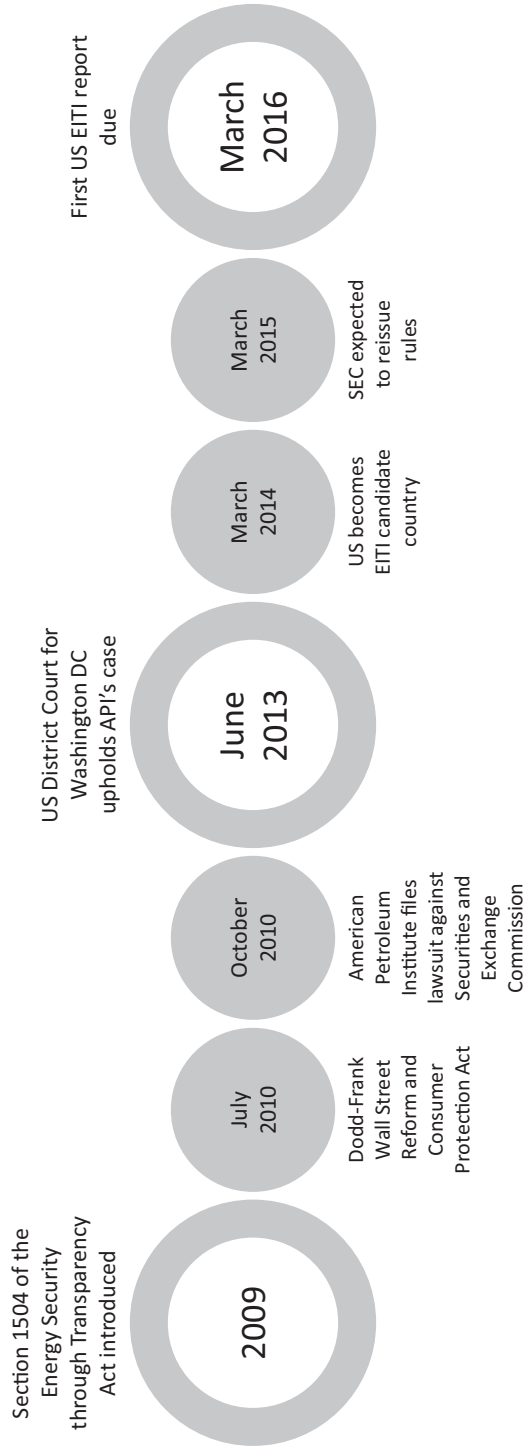 Section 1504 of the
Energy Security
through Transparency
Act introduced
2009
July
2010
Dodd-Frank
Wall Street
Reform and
Consumer
Protection Act
October
2010
American
Petroleum
Institute files
lawsuit against
Securities and
Exchange
Commission
US District Court for
Washington DC
upholds API's case
June
2013
March
2014
US becomes
EITI candidate
country
March
2015
SEC expected
to reissue
rules
First US EITI report
due
March
2016